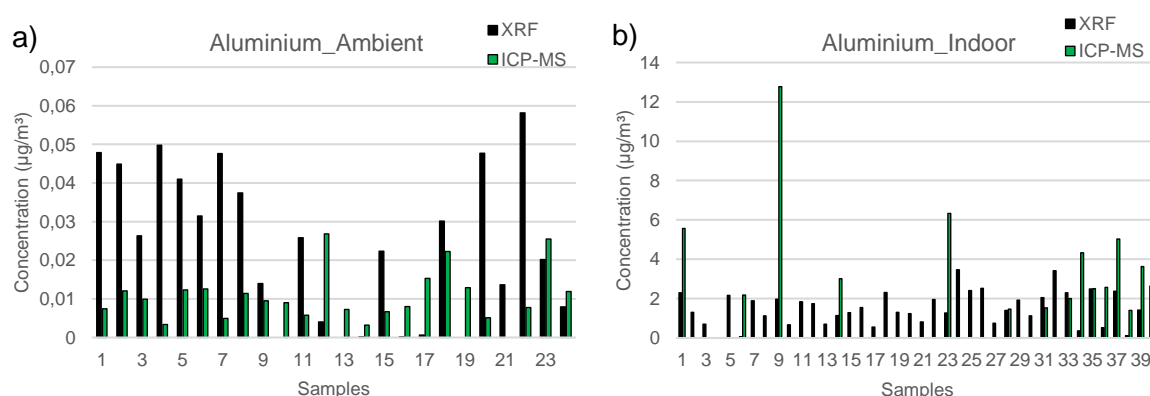 a)
Aluminium_Ambient
XRF
ICP-MS
0,07
0,06
0,05
0,04
0,03
0,02
0,01
0
Concentration (µg/m³)
1 3 5 7 9 11 13 15 17 19 21 23
Samples
b)
Aluminium_Indoor
XRF
ICP-MS
14
12
10
8
6
4
2
0
Concentration (µg/m³)
1 3 5 7 9 11 13 15 17 19 21 23 25 27 29 31 33 35 37 39
Samples